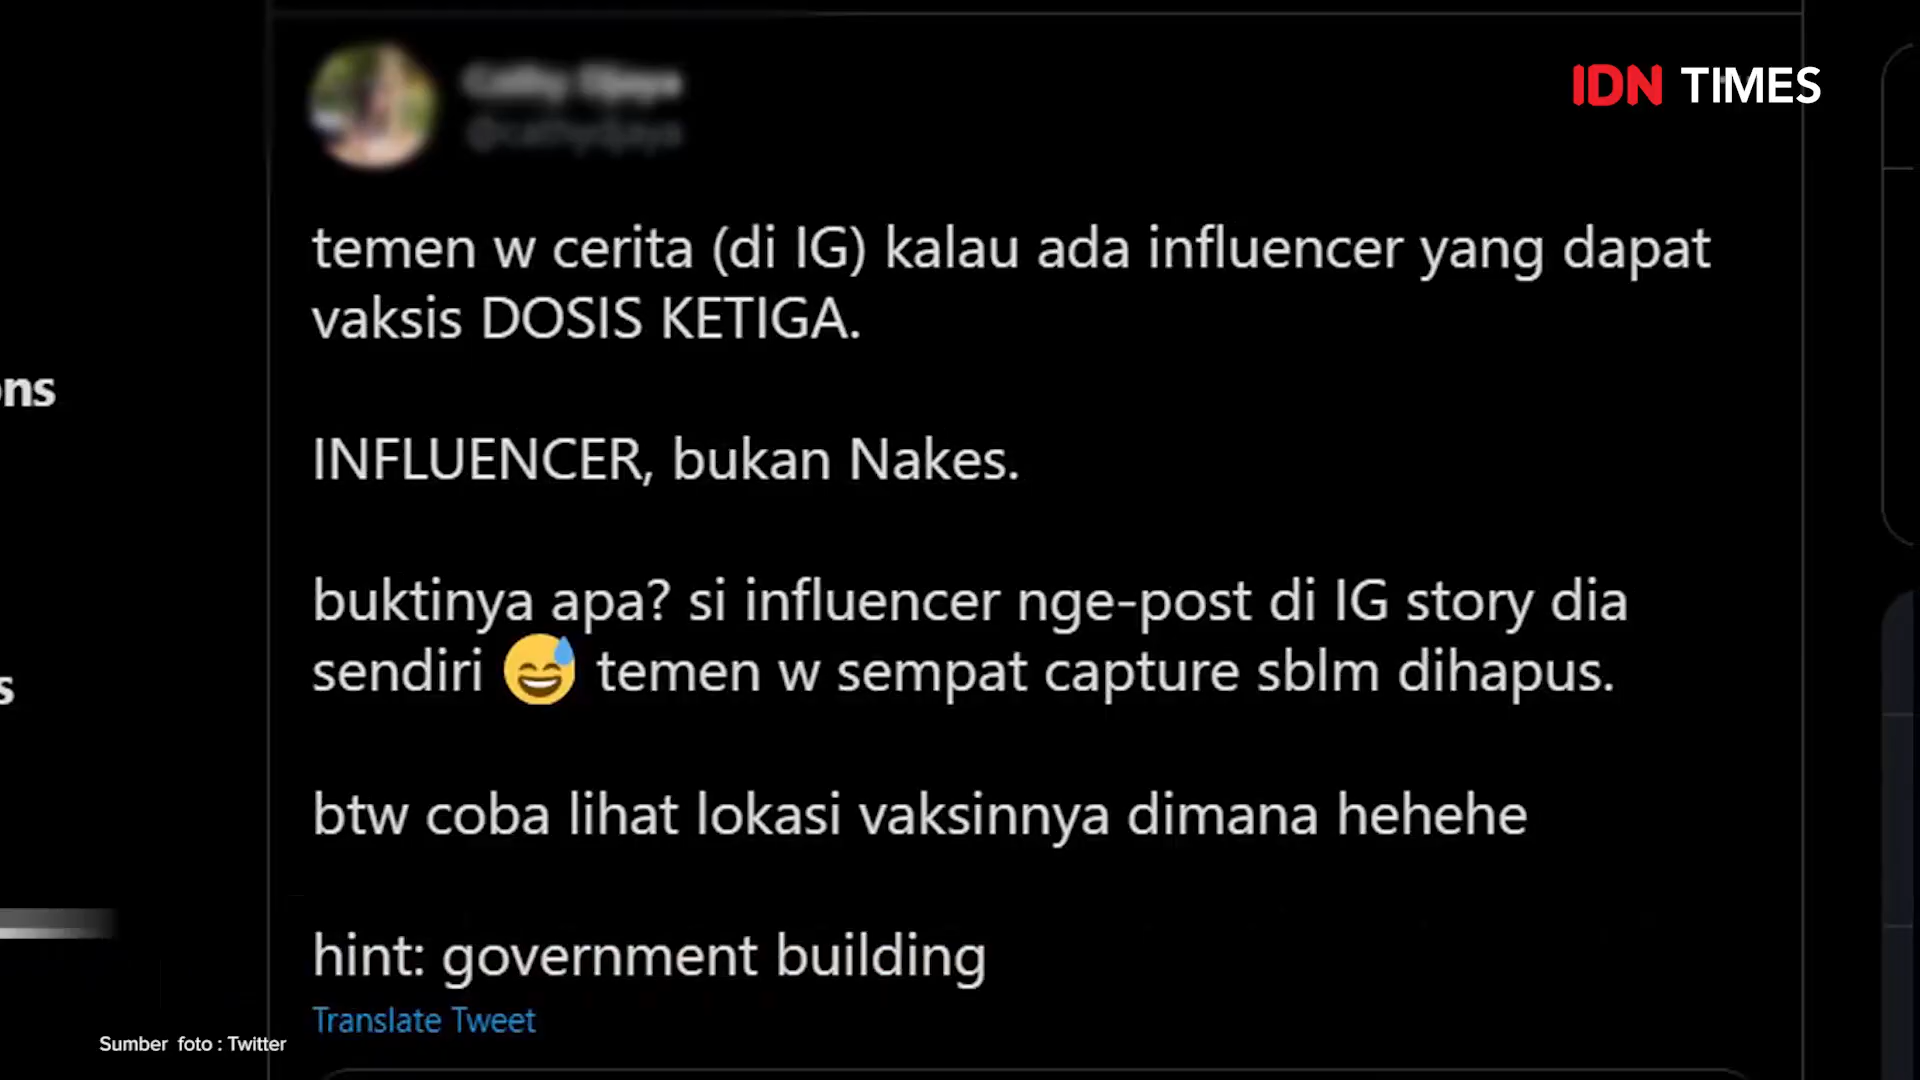 IDN TIMES
temen w cerita (di IG) kalau ada influencer yang dapat
vaksis DOSIS KETIGA.
INFLUENCER, bukan Nakes.
buktinya apa? si influencer nge-post di IG story dia
sendiri 😅 temen w sempat capture sblm dihapus.
btw coba lihat lokasi vaksinnya dimana hehehe
hint: government building
Translate Tweet
Sumber foto : Twitter